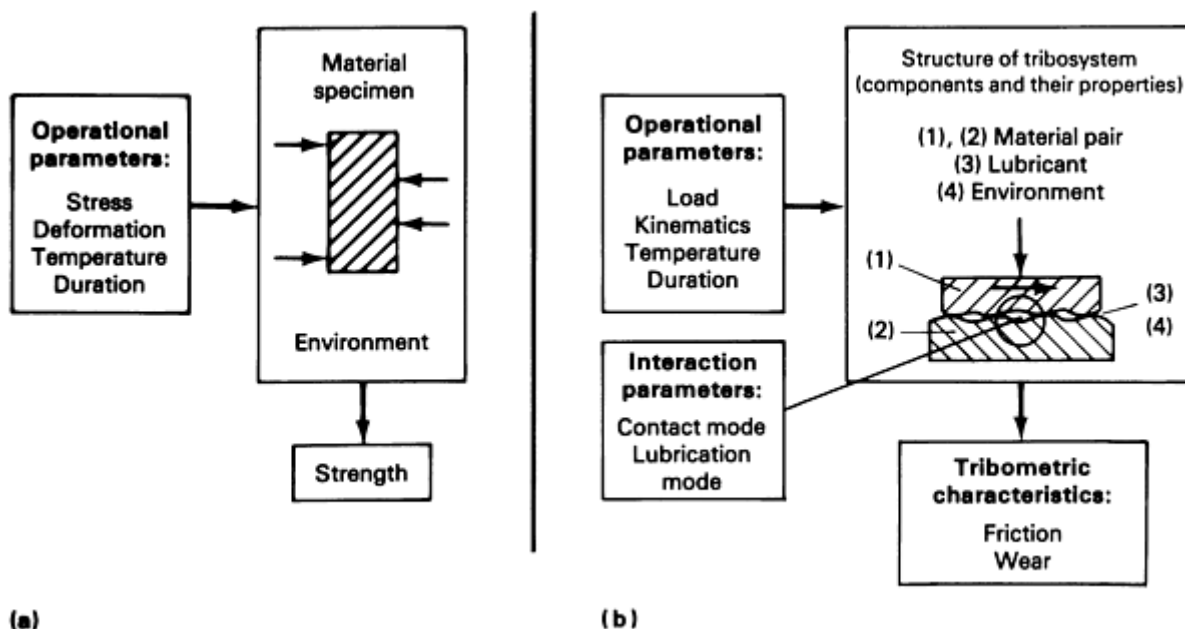 Operational
parameters:
Stress
Deformation
Temperature
Duration
Material
specimen
Environment
Strength
(a)
Operational
parameters:
Load
Kinematics
Temperature
Duration
Interaction
parameters:
Contact mode
Lubrication
mode
Structure of tribosystem
(components and their properties)
(1), (2) Material pair
(3) Lubricant
(4) Environment
(1)
(2)
(3)
(4)
Tribometric
characteristics:
Friction
Wear
(b)